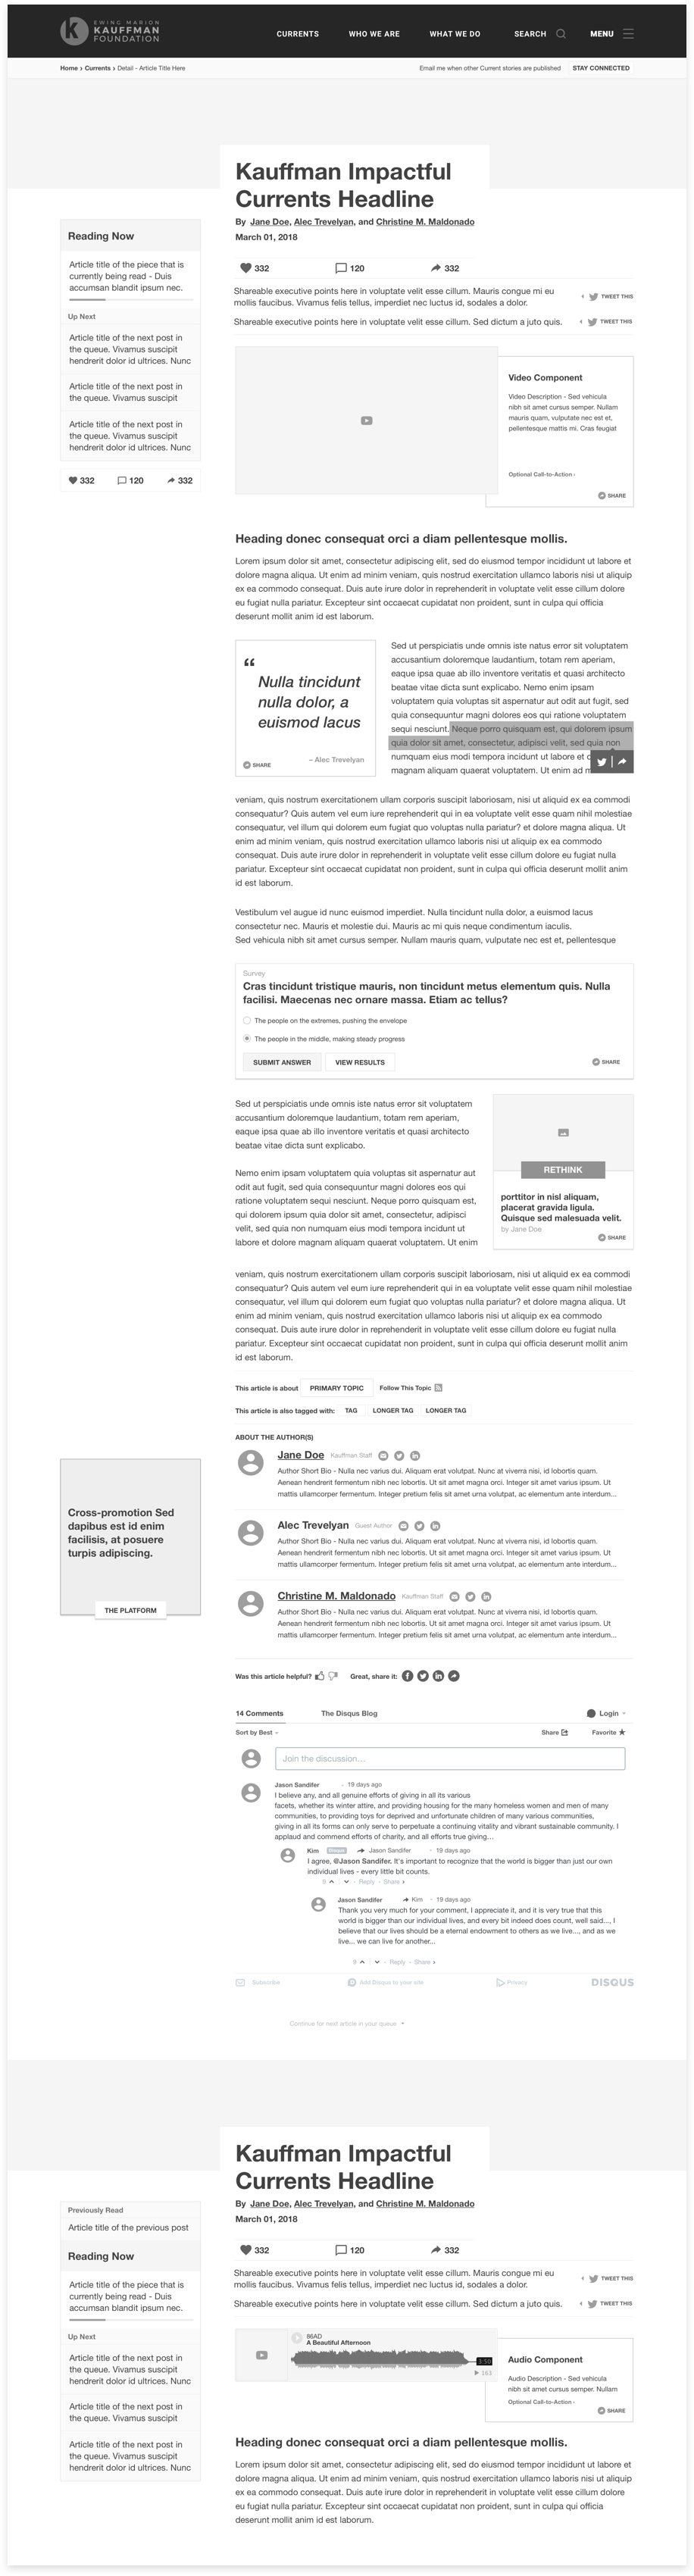 EWING MARION
KAUFFMAN
FOUNDATION
CURRENTS
WHO WE ARE
WHAT WE DO
SEARCH
MENU
Home › Currents › Detail - Article Title Here
Email me when other Current stories are published
STAY CONNECTED
Kauffman Impactful
Currents Headline
By Jane Doe, Alec Trevelyan, and Christine M. Maldonado
March 01, 2018
332
120
332
Reading Now
Article title of the piece that is
currently being read - Duis
accumsan blandit ipsum nec.
Up Next
Article title of the next post in
the queue. Vivamus suscipit
hendrerit dolor id ultrices. Nunc
Article title of the next post in
the queue. Vivamus suscipit
Article title of the next post in
the queue. Vivamus suscipit
hendrerit dolor id ultrices. Nunc
332
120
332
Shareable executive points here in voluptate velit esse cillum. Mauris congue mi eu
mollis faucibus. Vivamus felis tellus, imperdiet nec luctus id, sodales a dolor.
TWEET THIS
Shareable executive points here in voluptate velit esse cillum. Sed dictum a juto quis.
TWEET THIS
Video Component
Video Description - Sed vehicula
nibh sit amet cursus semper. Nullam
mauris quam, vulputate nec est et,
pellentesque mattis mi. Cras feugiat
Optional Call-to-Action ›
SHARE
Heading donec consequat orci a diam pellentesque mollis.
Lorem ipsum dolor sit amet, consectetur adipiscing elit, sed do eiusmod tempor incididunt ut labore et
dolore magna aliqua. Ut enim ad minim veniam, quis nostrud exercitation ullamco laboris nisi ut aliquip
ex ea commodo consequat. Duis aute irure dolor in reprehenderit in voluptate velit esse cillum dolore
eu fugiat nulla pariatur. Excepteur sint occaecat cupidatat non proident, sunt in culpa qui officia
deserunt mollit anim id est laborum.
“
Nulla tincidunt
nulla dolor, a
euismod lacus
– Alec Trevelyan
SHARE
Sed ut perspiciatis unde omnis iste natus error sit voluptatem
accusantium doloremque laudantium, totam rem aperiam,
eaque ipsa quae ab illo inventore veritatis et quasi architecto
beatae vitae dicta sunt explicabo. Nemo enim ipsam
voluptatem quia voluptas sit aspernatur aut odit aut fugit, sed
quia consequuntur magni dolores eos qui ratione voluptatem
sequi nesciunt. Neque porro quisquam est, qui dolorem ipsum
quia dolor sit amet, consectetur, adipisci velit, sed quia non
numquam eius modi tempora incidunt ut labore et d
magnam aliquam quaerat voluptatem. Ut enim ad m
veniam, quis nostrum exercitationem ullam corporis suscipit laboriosam, nisi ut aliquid ex ea commodi
consequatur? Quis autem vel eum iure reprehenderit qui in ea voluptate velit esse quam nihil molestiae
consequatur, vel illum qui dolorem eum fugiat quo voluptas nulla pariatur? et dolore magna aliqua. Ut
enim ad minim veniam, quis nostrud exercitation ullamco laboris nisi ut aliquip ex ea commodo
consequat. Duis aute irure dolor in reprehenderit in voluptate velit esse cillum dolore eu fugiat nulla
pariatur. Excepteur sint occaecat cupidatat non proident, sunt in culpa qui officia deserunt mollit anim
id est laborum.
Vestibulum vel augue id nunc euismod imperdiet. Nulla tincidunt nulla dolor, a euismod lacus
consectetur nec. Mauris et molestie dui. Mauris ac mi quis neque condimentum iaculis.
Sed vehicula nibh sit amet cursus semper. Nullam mauris quam, vulputate nec est et, pellentesque
Survey
Cras tincidunt tristique mauris, non tincidunt metus elementum quis. Nulla
facilisi. Maecenas nec ornare massa. Etiam ac tellus?
The people on the extremes, pushing the envelope
The people in the middle, making steady progress
SUBMIT ANSWER
VIEW RESULTS
SHARE
Sed ut perspiciatis unde omnis iste natus error sit voluptatem
accusantium doloremque laudantium, totam rem aperiam,
eaque ipsa quae ab illo inventore veritatis et quasi architecto
beatae vitae dicta sunt explicabo.
Nemo enim ipsam voluptatem quia voluptas sit aspernatur aut
odit aut fugit, sed quia consequuntur magni dolores eos qui
ratione voluptatem sequi nesciunt. Neque porro quisquam est,
qui dolorem ipsum quia dolor sit amet, consectetur, adipisci
velit, sed quia non numquam eius modi tempora incidunt ut
labore et dolore magnam aliquam quaerat voluptatem. Ut enim
RETHINK
porttitor in nisl aliquam,
placerat gravida ligula.
Quisque sed malesuada velit.
by Jane Doe
SHARE
veniam, quis nostrum exercitationem ullam corporis suscipit laboriosam, nisi ut aliquid ex ea commodi
consequatur? Quis autem vel eum iure reprehenderit qui in ea voluptate velit esse quam nihil molestiae
consequatur, vel illum qui dolorem eum fugiat quo voluptas nulla pariatur? et dolore magna aliqua. Ut
enim ad minim veniam, quis nostrud exercitation ullamco laboris nisi ut aliquip ex ea commodo
consequat. Duis aute irure dolor in reprehenderit in voluptate velit esse cillum dolore eu fugiat nulla
pariatur. Excepteur sint occaecat cupidatat non proident, sunt in culpa qui officia deserunt mollit anim
id est laborum.
This article is about
PRIMARY TOPIC
Follow This Topic
This article is also tagged with:
TAG
LONGER TAG
LONGER TAG
ABOUT THE AUTHOR(S)
Jane Doe Kauffman Staff
Author Short Bio - Nulla nec varius dui. Aliquam erat volutpat. Nunc at viverra nisi, id lobortis quam.
Aenean hendrerit fermentum nibh nec lobortis. Ut sit amet magna orci. Integer sit amet varius ipsum. Ut
mattis ullamcorper fermentum. Integer pretium felis sit amet urna volutpat, ac elementum ante interdum...
Alec Trevelyan Guest Author
Author Short Bio - Nulla nec varius dui. Aliquam erat volutpat. Nunc at viverra nisi, id lobortis quam.
Aenean hendrerit fermentum nibh nec lobortis. Ut sit amet magna orci. Integer sit amet varius ipsum. Ut
mattis ullamcorper fermentum. Integer pretium felis sit amet urna volutpat, ac elementum ante interdum...
Christine M. Maldonado Kauffman Staff
Author Short Bio - Nulla nec varius dui. Aliquam erat volutpat. Nunc at viverra nisi, id lobortis quam.
Aenean hendrerit fermentum nibh nec lobortis. Ut sit amet magna orci. Integer sit amet varius ipsum. Ut
mattis ullamcorper fermentum. Integer pretium felis sit amet urna volutpat, ac elementum ante interdum...
Cross-promotion Sed
dapibus est id enim
facilisis, at posuere
turpis adipiscing.
THE PLATFORM
Was this article helpful?
Great, share it:
14 Comments
The Disqus Blog
Login
Sort by Best
Share
Favorite ★
Join the discussion...
Jason Sandifer · 19 days ago
I believe any, and all genuine efforts of giving in all its various
facets, whether its winter attire, and providing housing for the many homeless women and men of many
communities, to providing toys for deprived and unfortunate children of many various communities,
giving in all its forms can only serve to perpetuate a continual vitality and vibrant sustainable community. I
applaud and commend efforts of charity, and all efforts true giving...
Kim Disqus Jason Sandifer · 19 days ago
I agree, @Jason Sandifer. It's important to recognize that the world is bigger than just our own
individual lives - every little bit counts.
9 Reply · Share ›
Jason Sandifer Kim · 19 days ago
Thank you very much for your comment, I appreciate it, and it is very true that this
world is bigger than our individual lives, and every bit indeed does count, well said..., I
believe that our lives should be a eternal endowment to others as we live..., and as we
live... we can live for another...
9 Reply · Share ›
Subscribe
Add Disqus to your site
Privacy
DISQUS
Continue for next article in your queue
Kauffman Impactful
Currents Headline
By Jane Doe, Alec Trevelyan, and Christine M. Maldonado
March 01, 2018
332
120
332
Previously Read
Article title of the previous post
Reading Now
Article title of the piece that is
currently being read - Duis
accumsan blandit ipsum nec.
Up Next
Article title of the next post in
the queue. Vivamus suscipit
hendrerit dolor id ultrices. Nunc
Article title of the next post in
the queue. Vivamus suscipit
Article title of the next post in
the queue. Vivamus suscipit
hendrerit dolor id ultrices. Nunc
Shareable executive points here in voluptate velit esse cillum. Mauris congue mi eu
mollis faucibus. Vivamus felis tellus, imperdiet nec luctus id, sodales a dolor.
TWEET THIS
Shareable executive points here in voluptate velit esse cillum. Sed dictum a juto quis.
TWEET THIS
86AD
A Beautiful Afternoon
3:50
163
Audio Component
Audio Description - Sed vehicula
nibh sit amet cursus semper. Nullam
Optional Call-to-Action ›
SHARE
Heading donec consequat orci a diam pellentesque mollis.
Lorem ipsum dolor sit amet, consectetur adipiscing elit, sed do eiusmod tempor incididunt ut labore et
dolore magna aliqua. Ut enim ad minim veniam, quis nostrud exercitation ullamco laboris nisi ut aliquip
ex ea commodo consequat. Duis aute irure dolor in reprehenderit in voluptate velit esse cillum dolore
eu fugiat nulla pariatur. Excepteur sint occaecat cupidatat non proident, sunt in culpa qui officia
deserunt mollit anim id est laborum.